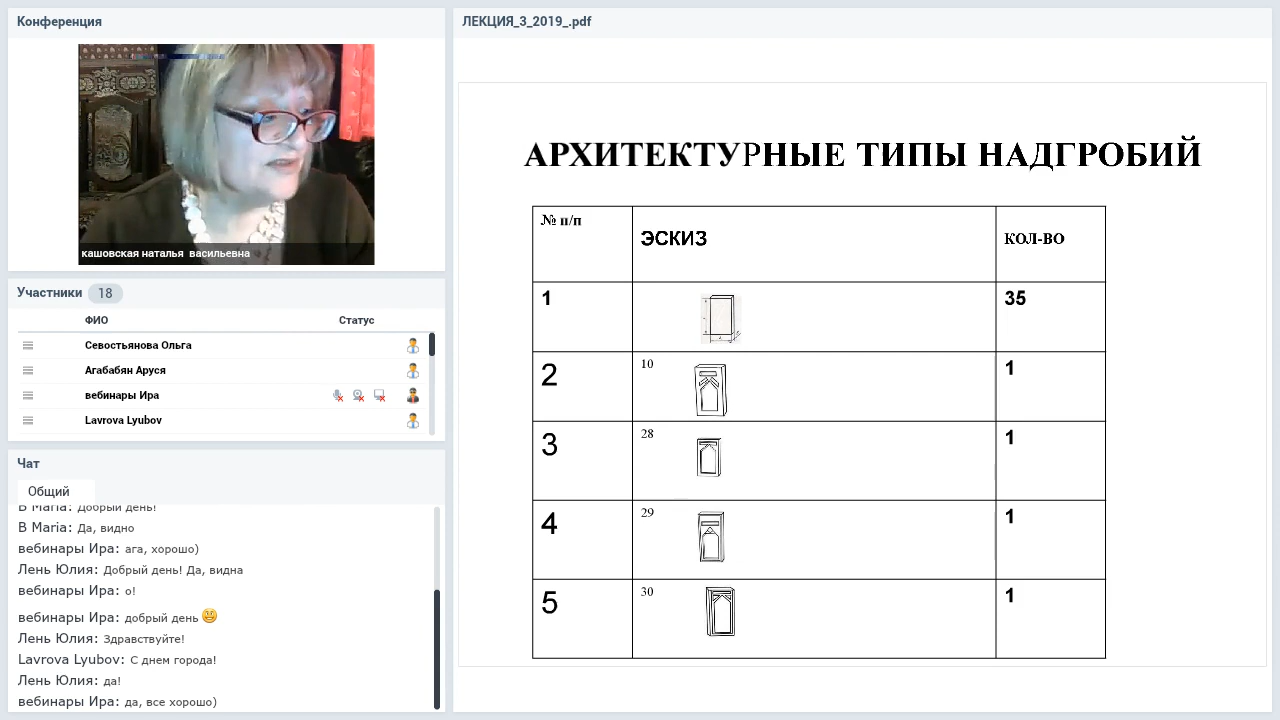 Конференция
кашовская наталья васильевна
Участники 18
ФИО Статус
Севостьянова Ольга
Агабабян Аруся
вебинары Ира
Lavrova Lyubov
Чат
Общий
B Maria: Добрый день!
B Maria: Да, видно
вебинары Ира: ага, хорошо)
Лень Юлия: Добрый день! Да, видна
вебинары Ира: о!
вебинары Ира: добрый день
Лень Юлия: Здравствуйте!
Lavrova Lyubov: С днем города!
Лень Юлия: да!
вебинары Ира: да, все хорошо)
ЛЕКЦИЯ_3_2019_.pdf
АРХИТЕКТУРНЫЕ ТИПЫ НАДГРОБИЙ
№ п/п ЭСКИЗ КОЛ-ВО
1 35
2 10 1
3 28 1
4 29 1
5 30 1